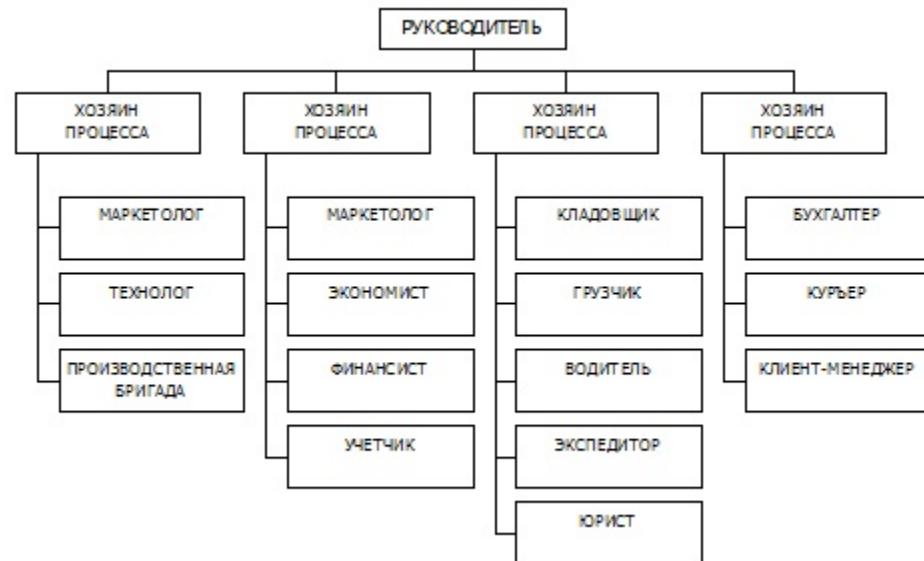 РУКОВОДИТЕЛЬ
ХОЗЯИН
ПРОЦЕССА
МАРКЕТОЛОГ
ТЕХНОЛОГ
ПРОИЗВОДСТВЕННАЯ
БРИГАДА
ХОЗЯИН
ПРОЦЕССА
МАРКЕТОЛОГ
ЭКОНОМИСТ
ФИНАНСИСТ
УЧЕТЧИК
ХОЗЯИН
ПРОЦЕССА
КЛАДОВЩИК
ГРУЗЧИК
ВОДИТЕЛЬ
ЭКСПЕДИТОР
ЮРИСТ
ХОЗЯИН
ПРОЦЕССА
БУХГАЛТЕР
КУРЪЕР
КЛИЕНТ-МЕНЕДЖЕР